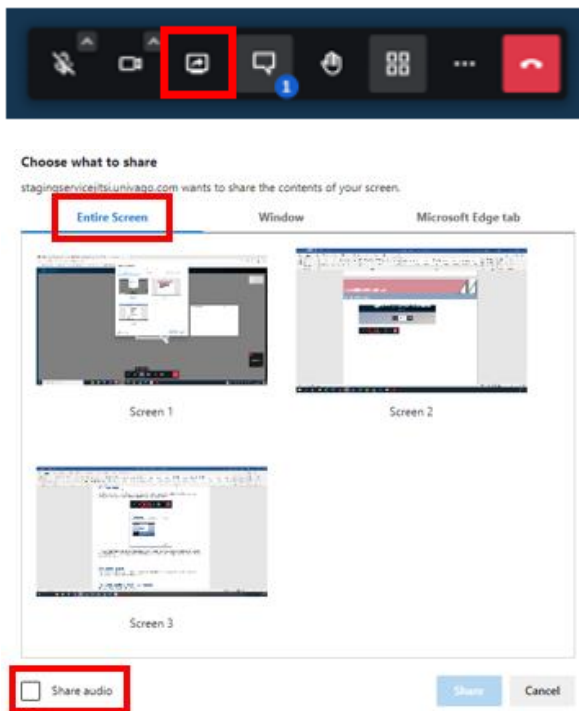 1
Choose what to share
stagingservicejitsi.univago.com wants to share the contents of your screen.
Entire Screen Window Microsoft Edge tab
Screen 1 Screen 2
Screen 3
Share audio Share Cancel